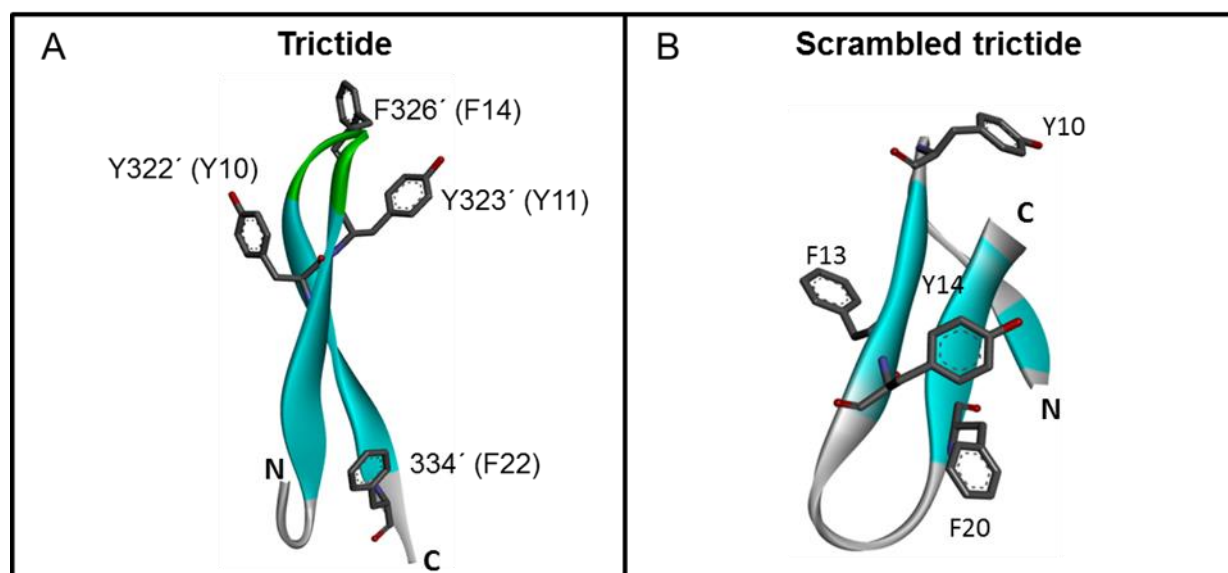 A
Trictide
F326´ (F14)
Y322´ (Y10)
Y323´ (Y11)
N
334´ (F22)
C
B
Scrambled trictide
Y10
C
F13
Y14
N
F20